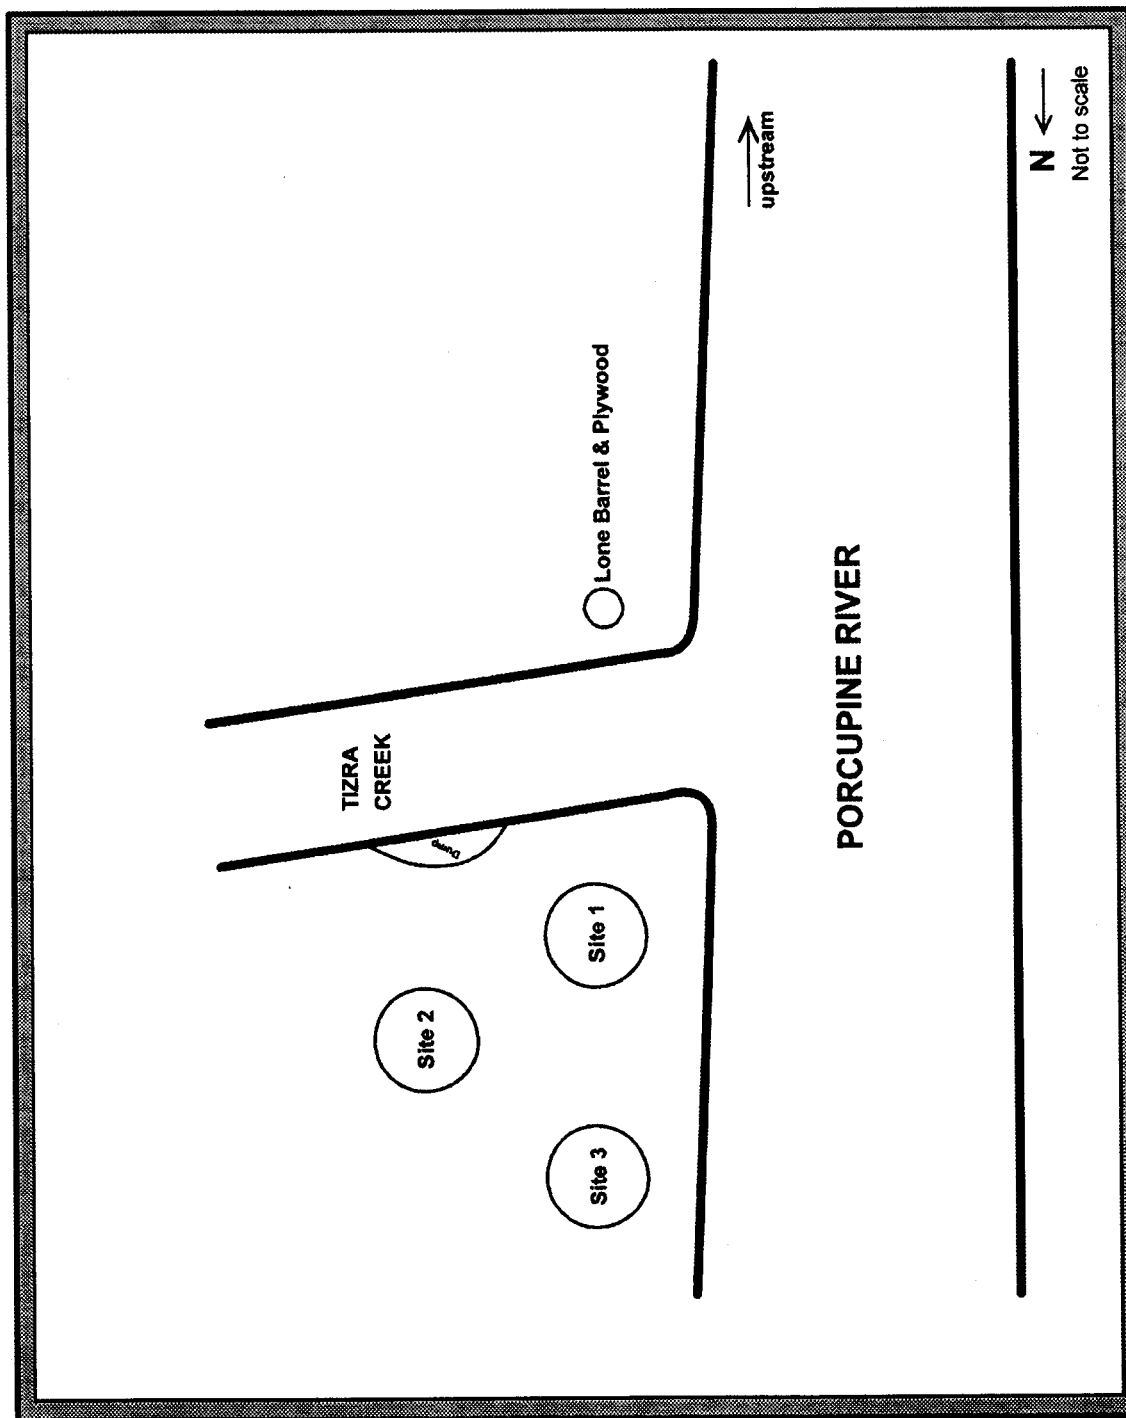 TIZRA
CREEK
Dump
Site 2
Site 1
Site 3
Lone Barrel & Plywood
upstream
PORCUPINE RIVER
N
Not to scale